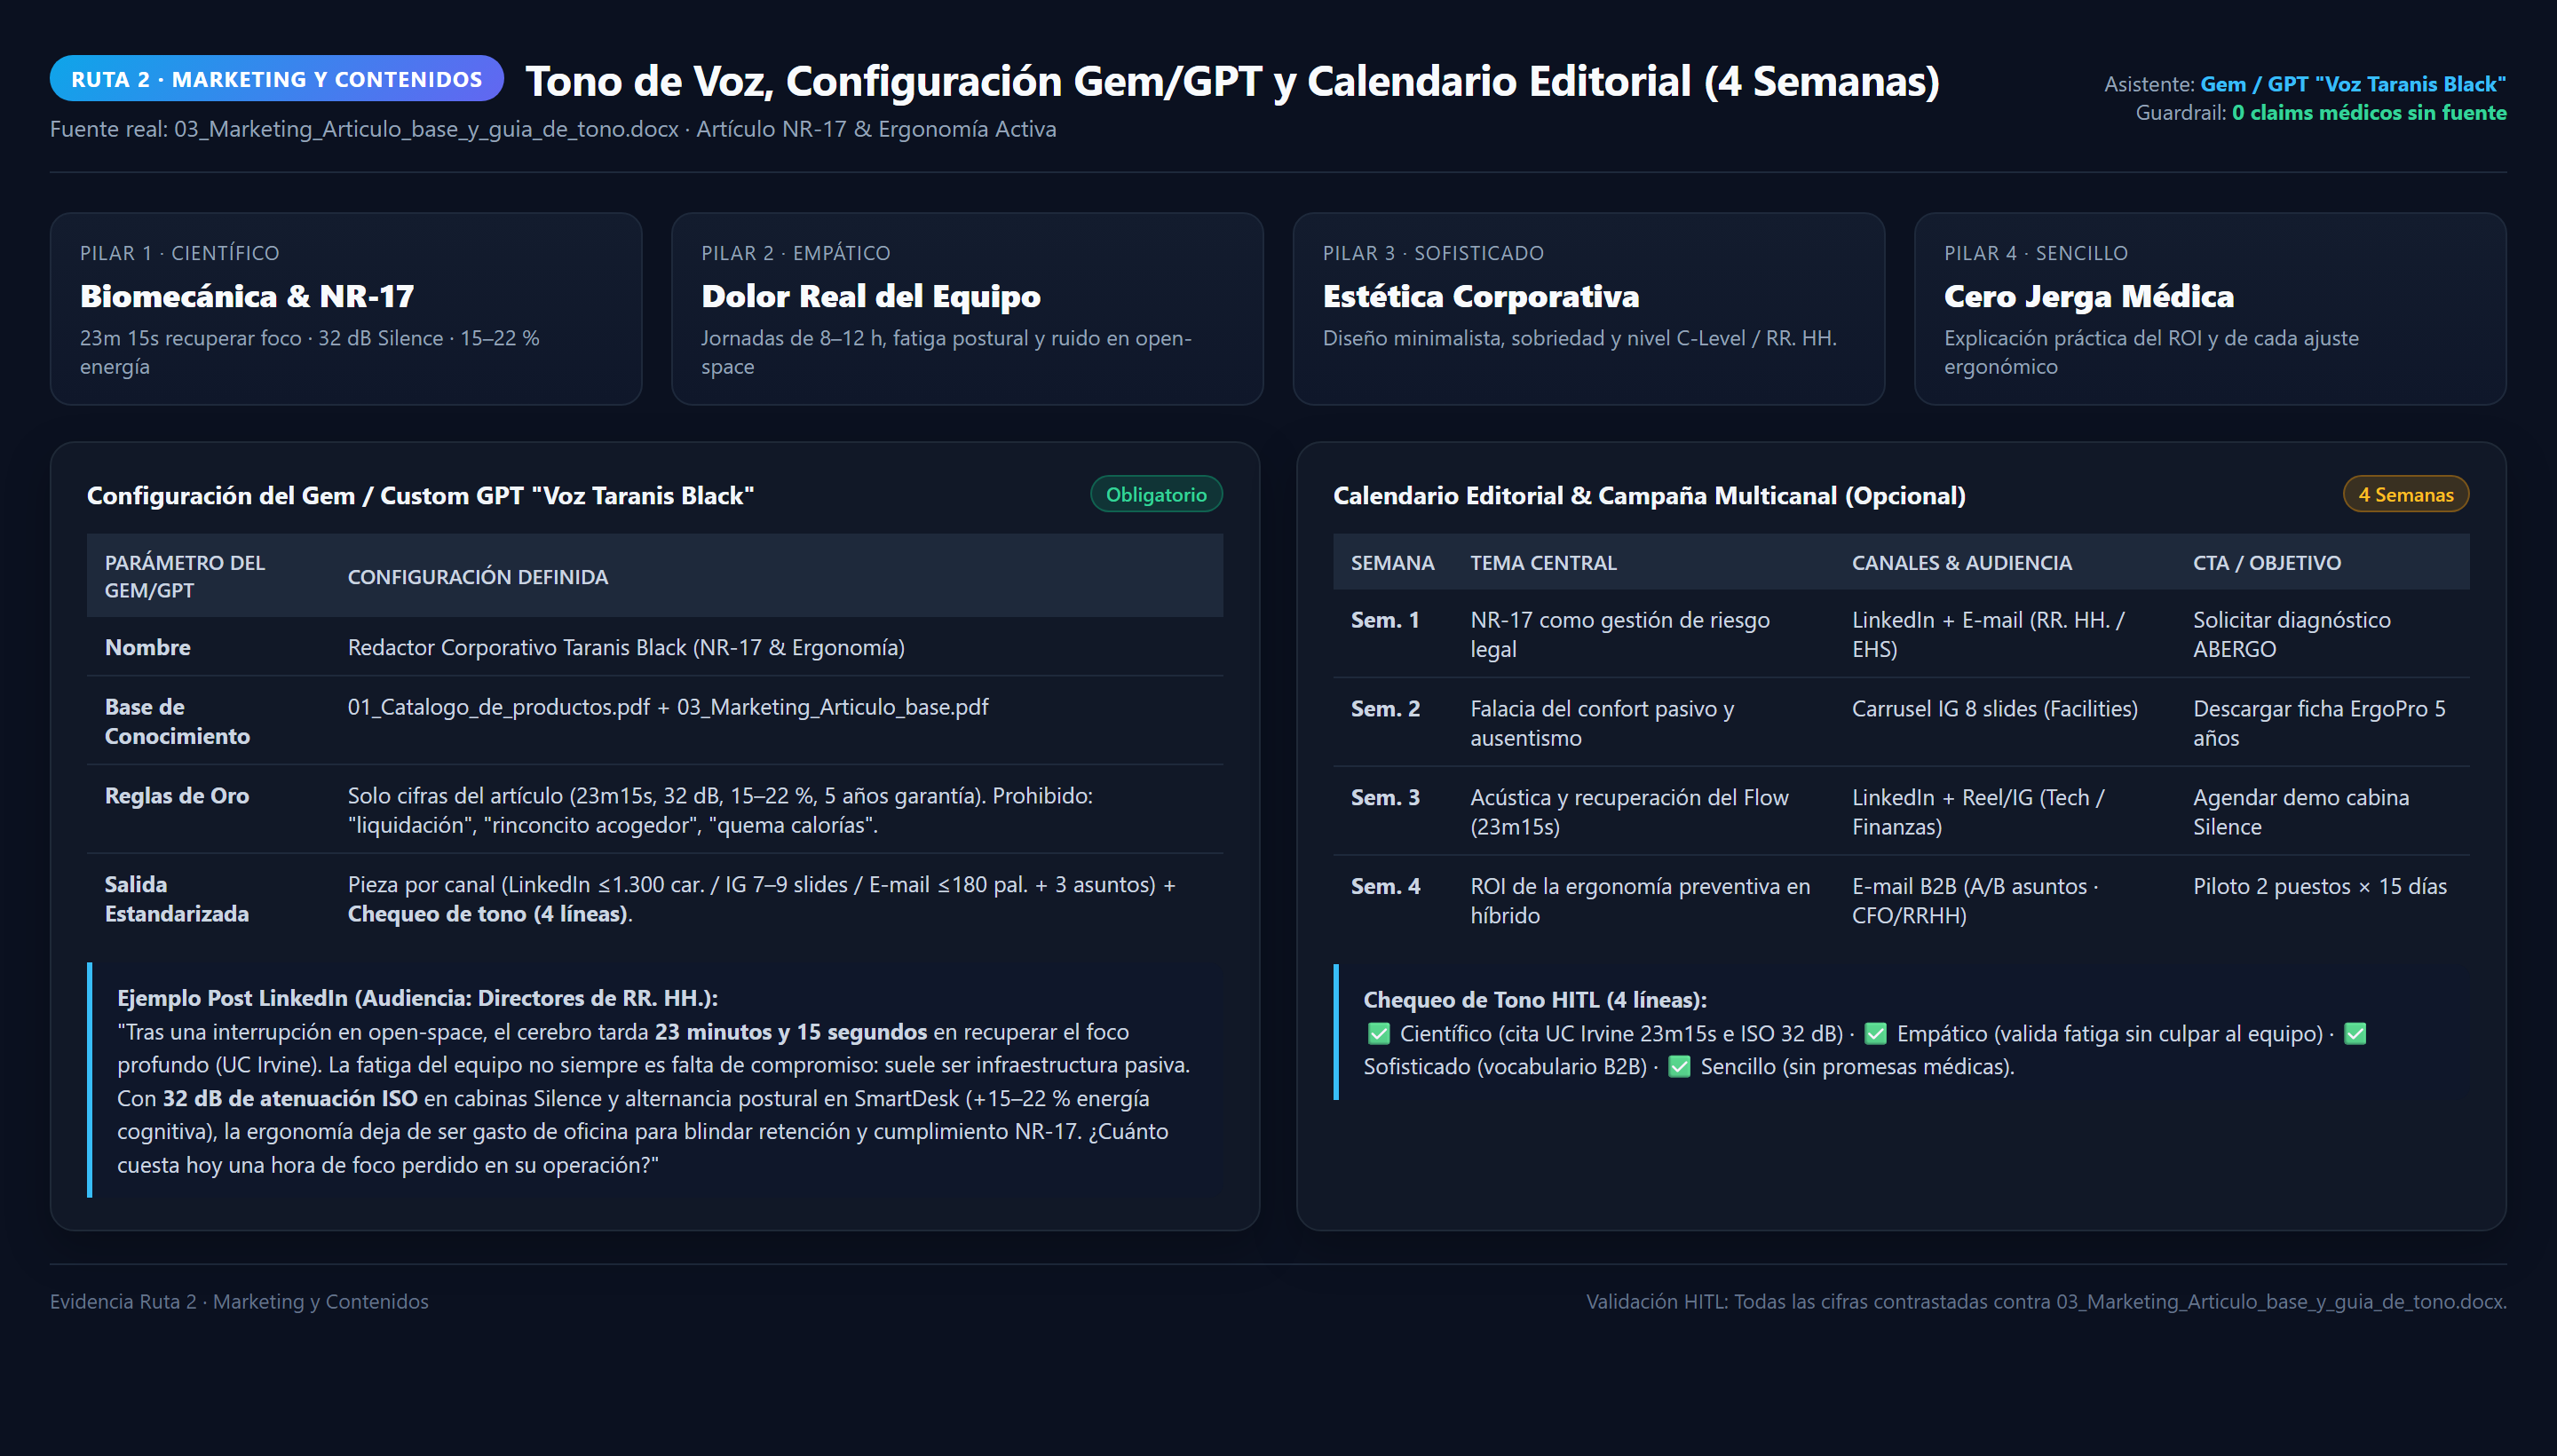 RUTA 2 · MARKETING Y CONTENIDOS
Tono de Voz, Configuración Gem/GPT y Calendario Editorial (4 Semanas)
Fuente real: 03_Marketing_Articulo_base_y_guia_de_tono.docx · Artículo NR-17 & Ergonomía Activa
Asistente: Gem / GPT "Voz Taranis Black"
Guardrail: 0 claims médicos sin fuente
PILAR 1 · CIENTÍFICO
Biomecánica & NR-17
23m 15s recuperar foco · 32 dB Silence · 15–22 %
energía
PILAR 2 · EMPÁTICO
Dolor Real del Equipo
Jornadas de 8–12 h, fatiga postural y ruido en open-
space
PILAR 3 · SOFISTICADO
Estética Corporativa
Diseño minimalista, sobriedad y nivel C-Level / RR. HH.
PILAR 4 · SENCILLO
Cero Jerga Médica
Explicación práctica del ROI y de cada ajuste
ergonómico
Configuración del Gem / Custom GPT "Voz Taranis Black"
Obligatorio
PARÁMETRO DEL
GEM/GPT
CONFIGURACIÓN DEFINIDA
Nombre
Redactor Corporativo Taranis Black (NR-17 & Ergonomía)
Base de
Conocimiento
01_Catalogo_de_productos.pdf + 03_Marketing_Articulo_base.pdf
Reglas de Oro
Solo cifras del artículo (23m15s, 32 dB, 15–22 %, 5 años garantía). Prohibido:
"liquidación", "rinconcito acogedor", "quema calorías".
Salida
Estandarizada
Pieza por canal (LinkedIn ≤1.300 car. / IG 7–9 slides / E-mail ≤180 pal. + 3 asuntos) +
Chequeo de tono (4 líneas).
Ejemplo Post LinkedIn (Audiencia: Directores de RR. HH.):
"Tras una interrupción en open-space, el cerebro tarda 23 minutos y 15 segundos en recuperar el foco
profundo (UC Irvine). La fatiga del equipo no siempre es falta de compromiso: suele ser infraestructura pasiva.
Con 32 dB de atenuación ISO en cabinas Silence y alternancia postural en SmartDesk (+15–22 % energía
cognitiva), la ergonomía deja de ser gasto de oficina para blindar retención y cumplimiento NR-17. ¿Cuánto
cuesta hoy una hora de foco perdido en su operación?"
Calendario Editorial & Campaña Multicanal (Opcional)
4 Semanas
SEMANA
TEMA CENTRAL
CANALES & AUDIENCIA
CTA / OBJETIVO
Sem. 1
NR-17 como gestión de riesgo
legal
LinkedIn + E-mail (RR. HH. /
EHS)
Solicitar diagnóstico
ABERGO
Sem. 2
Falacia del confort pasivo y
ausentismo
Carrusel IG 8 slides (Facilities)
Descargar ficha ErgoPro 5
años
Sem. 3
Acústica y recuperación del Flow
(23m15s)
LinkedIn + Reel/IG (Tech /
Finanzas)
Agendar demo cabina
Silence
Sem. 4
ROI de la ergonomía preventiva en
híbrido
E-mail B2B (A/B asuntos ·
CFO/RRHH)
Piloto 2 puestos × 15 días
Chequeo de Tono HITL (4 líneas):
✅ Científico (cita UC Irvine 23m15s e ISO 32 dB) · ✅ Empático (valida fatiga sin culpar al equipo) · ✅
Sofisticado (vocabulario B2B) · ✅ Sencillo (sin promesas médicas).
Evidencia Ruta 2 · Marketing y Contenidos
Validación HITL: Todas las cifras contrastadas contra 03_Marketing_Articulo_base_y_guia_de_tono.docx.